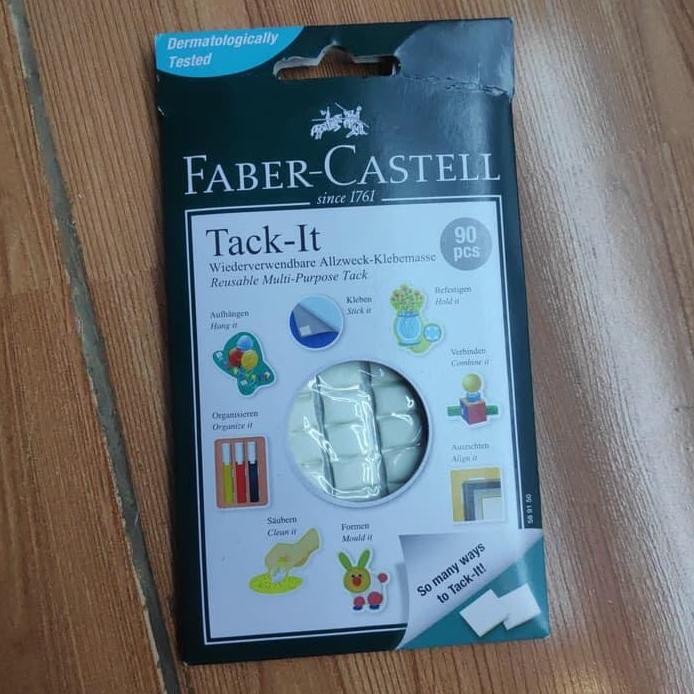 Dermatologically
Tested
FABER-CASTELL
since 1761
Tack-It
90
pcs
Wiederverwendbare Allzweck-Klebemasse
Reusable Multi-Purpose Tack
Aufhängen
Hang it
Kleben
Stick it
Befestigen
Hold it
Verbinden
Combine it
Organisieren
Organize it
Ausrichten
Align it
Säubern
Clean it
Formen
Mould it
58 91 50
So many ways
to Tack-It!